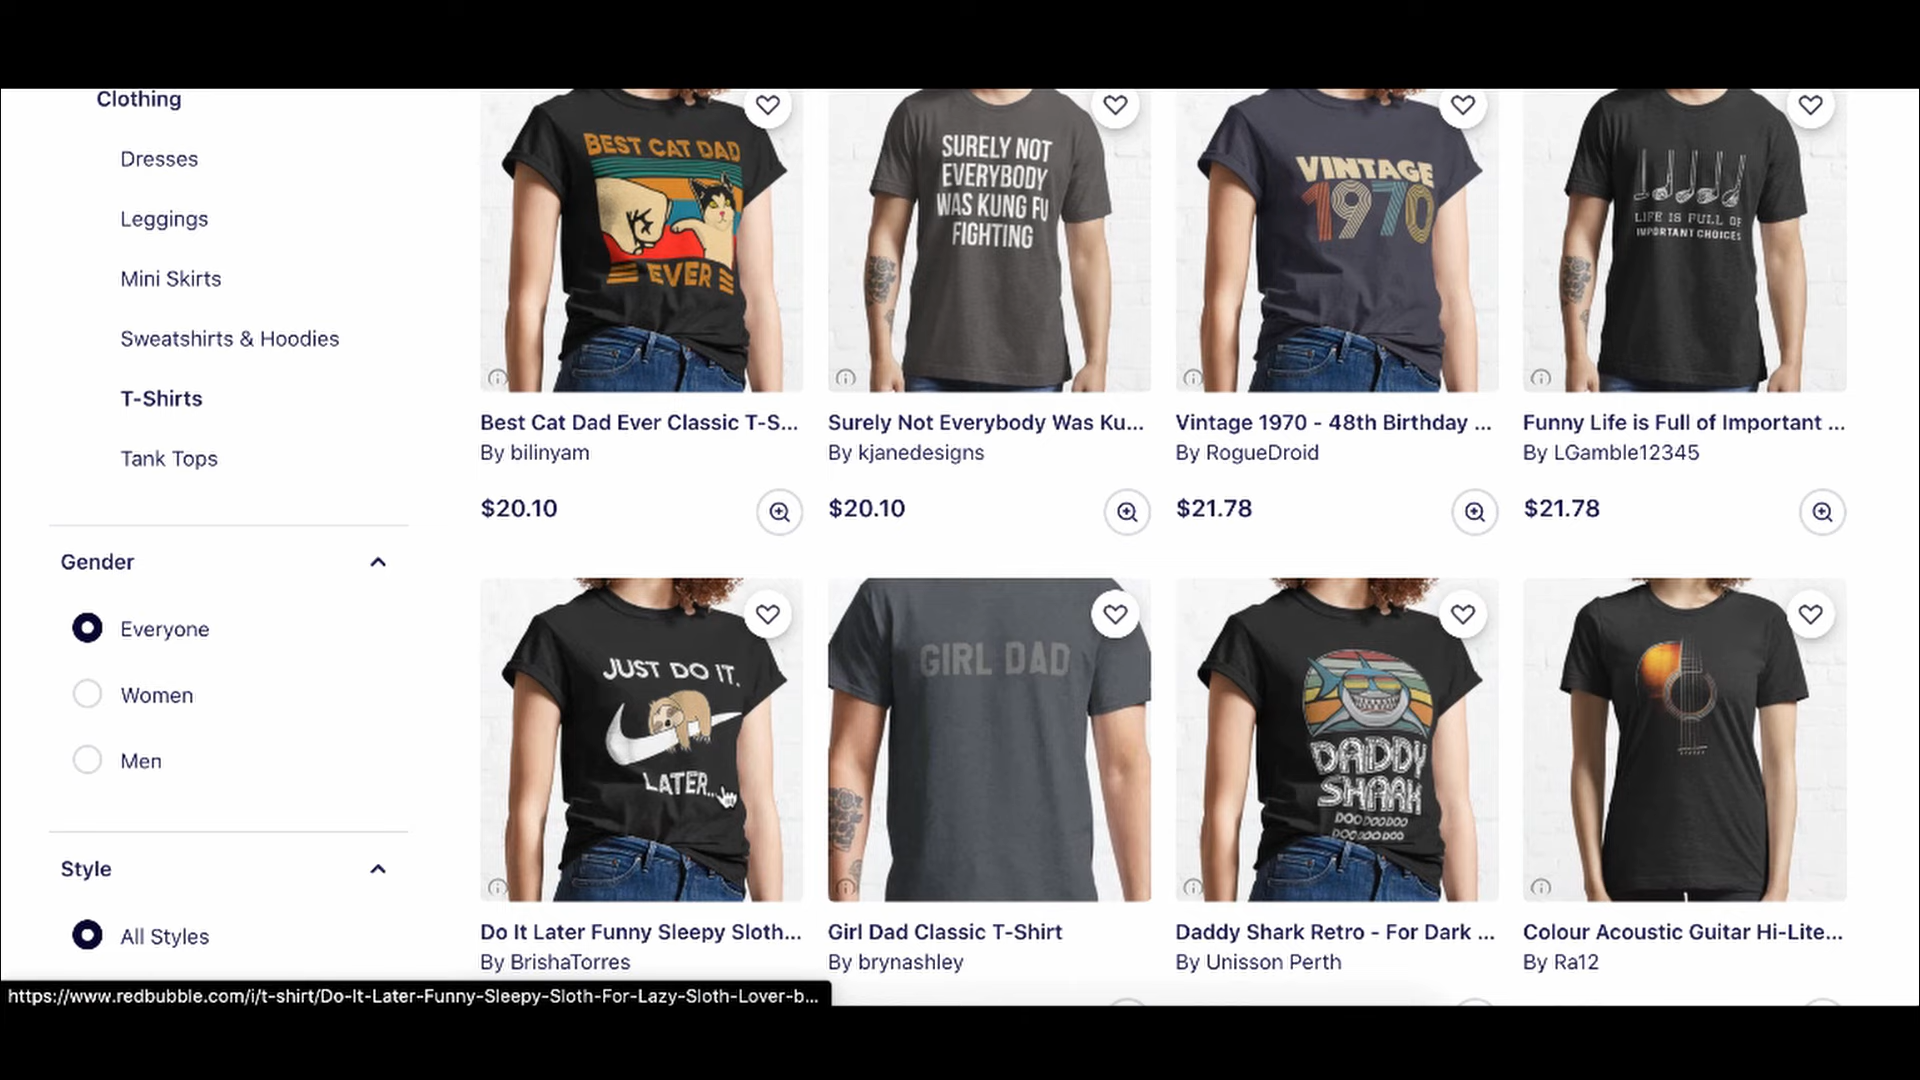 Clothing
Dresses
Leggings
Mini Skirts
Sweatshirts & Hoodies
T-Shirts
Tank Tops
Gender
Everyone
Women
Men
Style
All Styles
BEST CAT DAD
EVER
Best Cat Dad Ever Classic T-S...
By bilinyam
$20.10
SURELY NOT
EVERYBODY
WAS KUNG FU
FIGHTING
Surely Not Everybody Was Ku...
By kjanedesigns
$20.10
VINTAGE
1970
Vintage 1970 - 48th Birthday ...
By RogueDroid
$21.78
LIFE IS FULL OF
IMPORTANT CHOICES
Funny Life is Full of Important ...
By LGamble12345
$21.78
JUST DO IT.
LATER...
Do It Later Funny Sleepy Sloth...
By BrishaTorres
GIRL DAD
Girl Dad Classic T-Shirt
By brynashley
DADDY
SHARK
DOO DOO DOO
DOO DOO DOO
Daddy Shark Retro - For Dark ...
By Unisson Perth
Colour Acoustic Guitar Hi-Lite...
By Ra12
https://www.redbubble.com/i/t-shirt/Do-It-Later-Funny-Sleepy-Sloth-For-Lazy-Sloth-Lover-b...